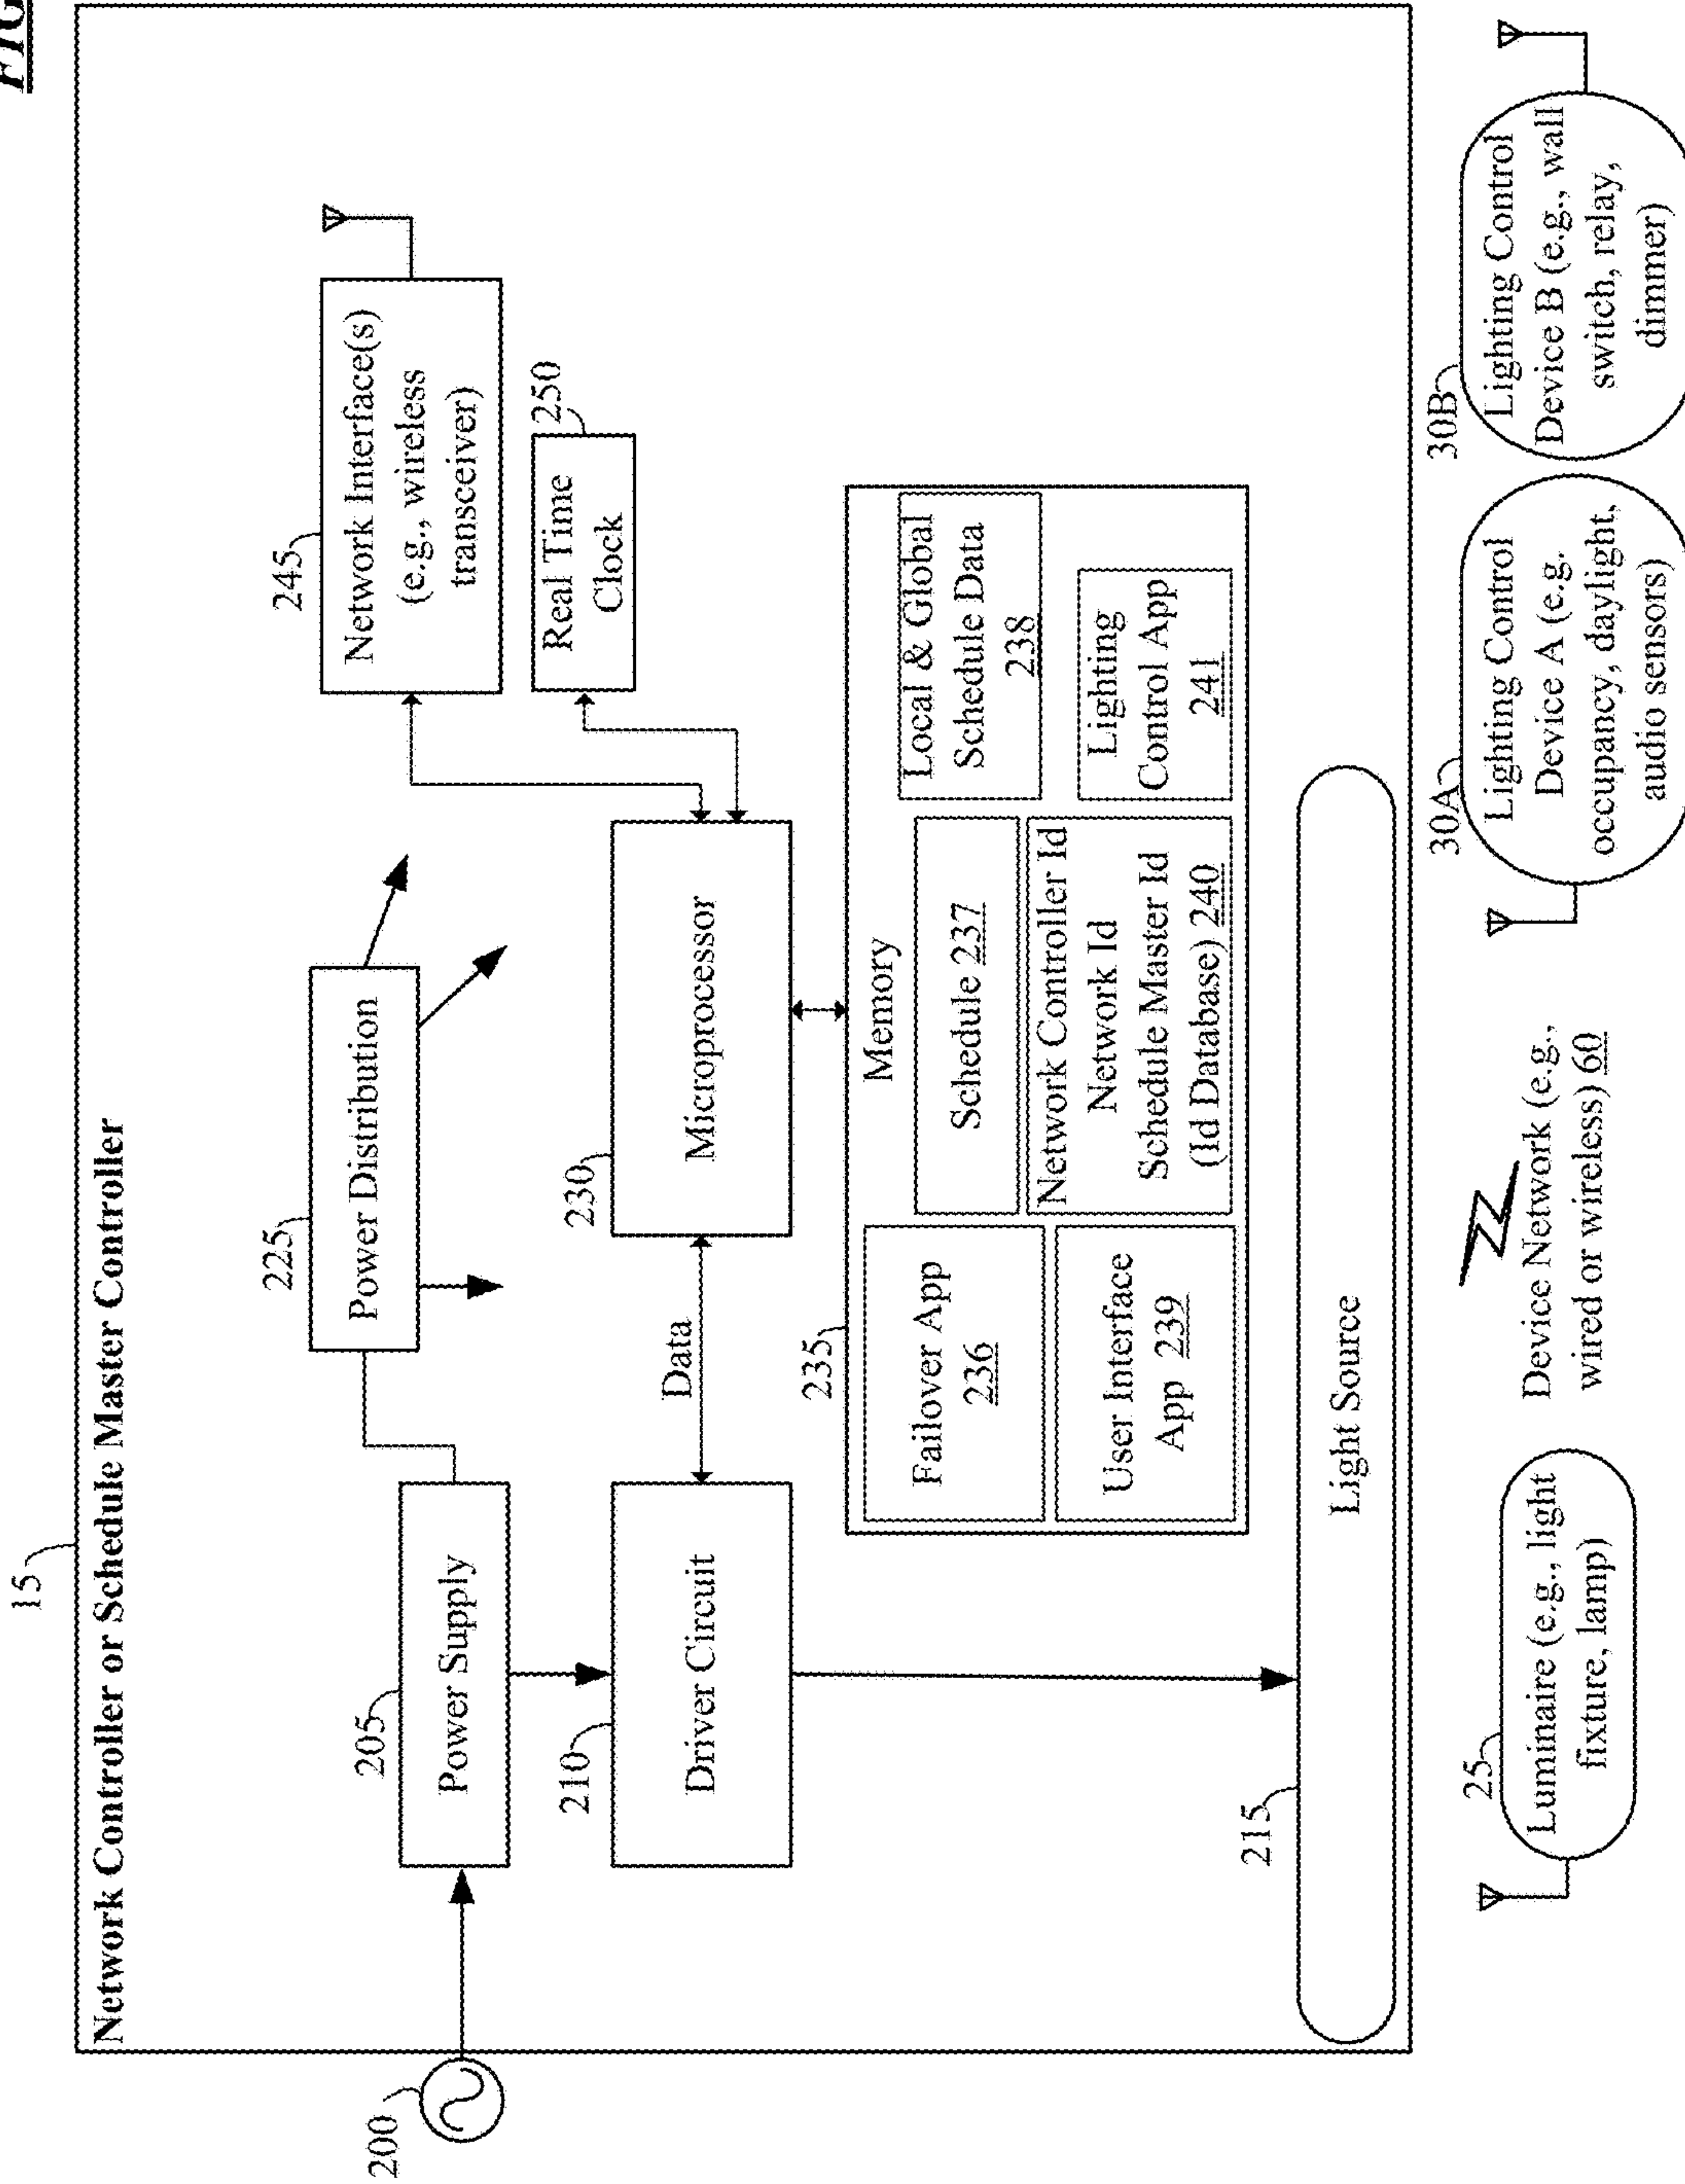 FIG
15
Network Controller or Schedule Master Controller
200
205
Power Supply
225
Power Distribution
245
Network Interface(s)
(e.g., wireless
transceiver)
250
Real Time
Clock
210
Driver Circuit
Data
230
Microprocessor
235
Memory
Failover App
236
Schedule 237
Local & Global
Schedule Data
238
User Interface
App 239
Network Controller Id
Network Id
Schedule Master Id
(Id Database) 240
Lighting
Control App
241
215
Light Source
25
Luminaire (e.g., light
fixture, lamp)
Device Network (e.g.,
wired or wireless) 60
30A
Lighting Control
Device A (e.g.
occupancy, daylight,
audio sensors)
30B
Lighting Control
Device B (e.g., wall
switch, relay,
dimmer)